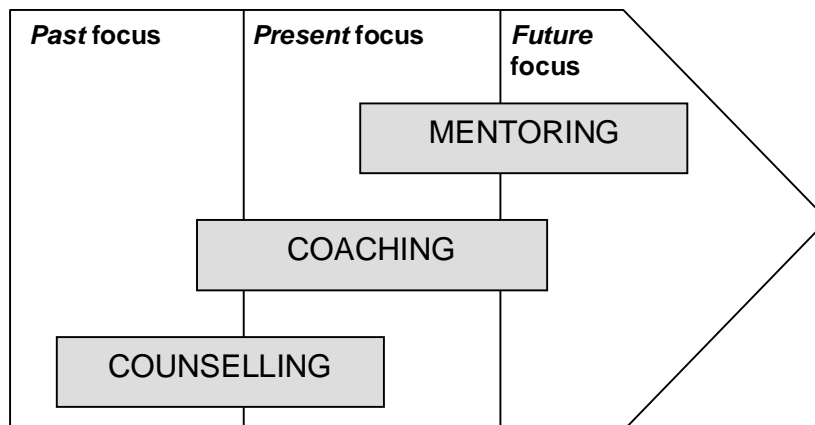 Past focus
Present focus
Future
focus
MENTORING
COACHING
COUNSELLING